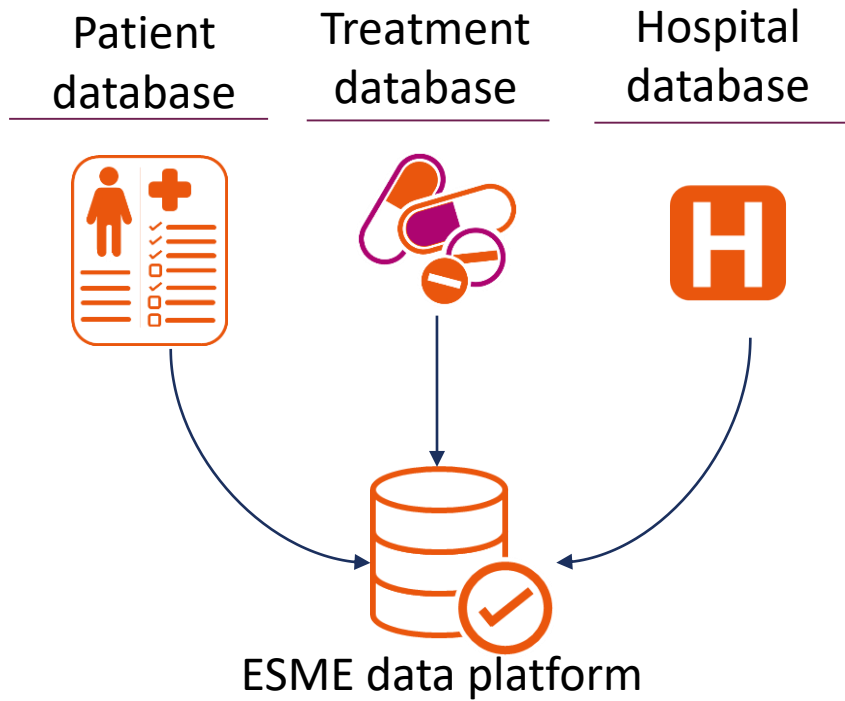 Patient
database
Treatment
database
Hospital
database
H
ESME data platform